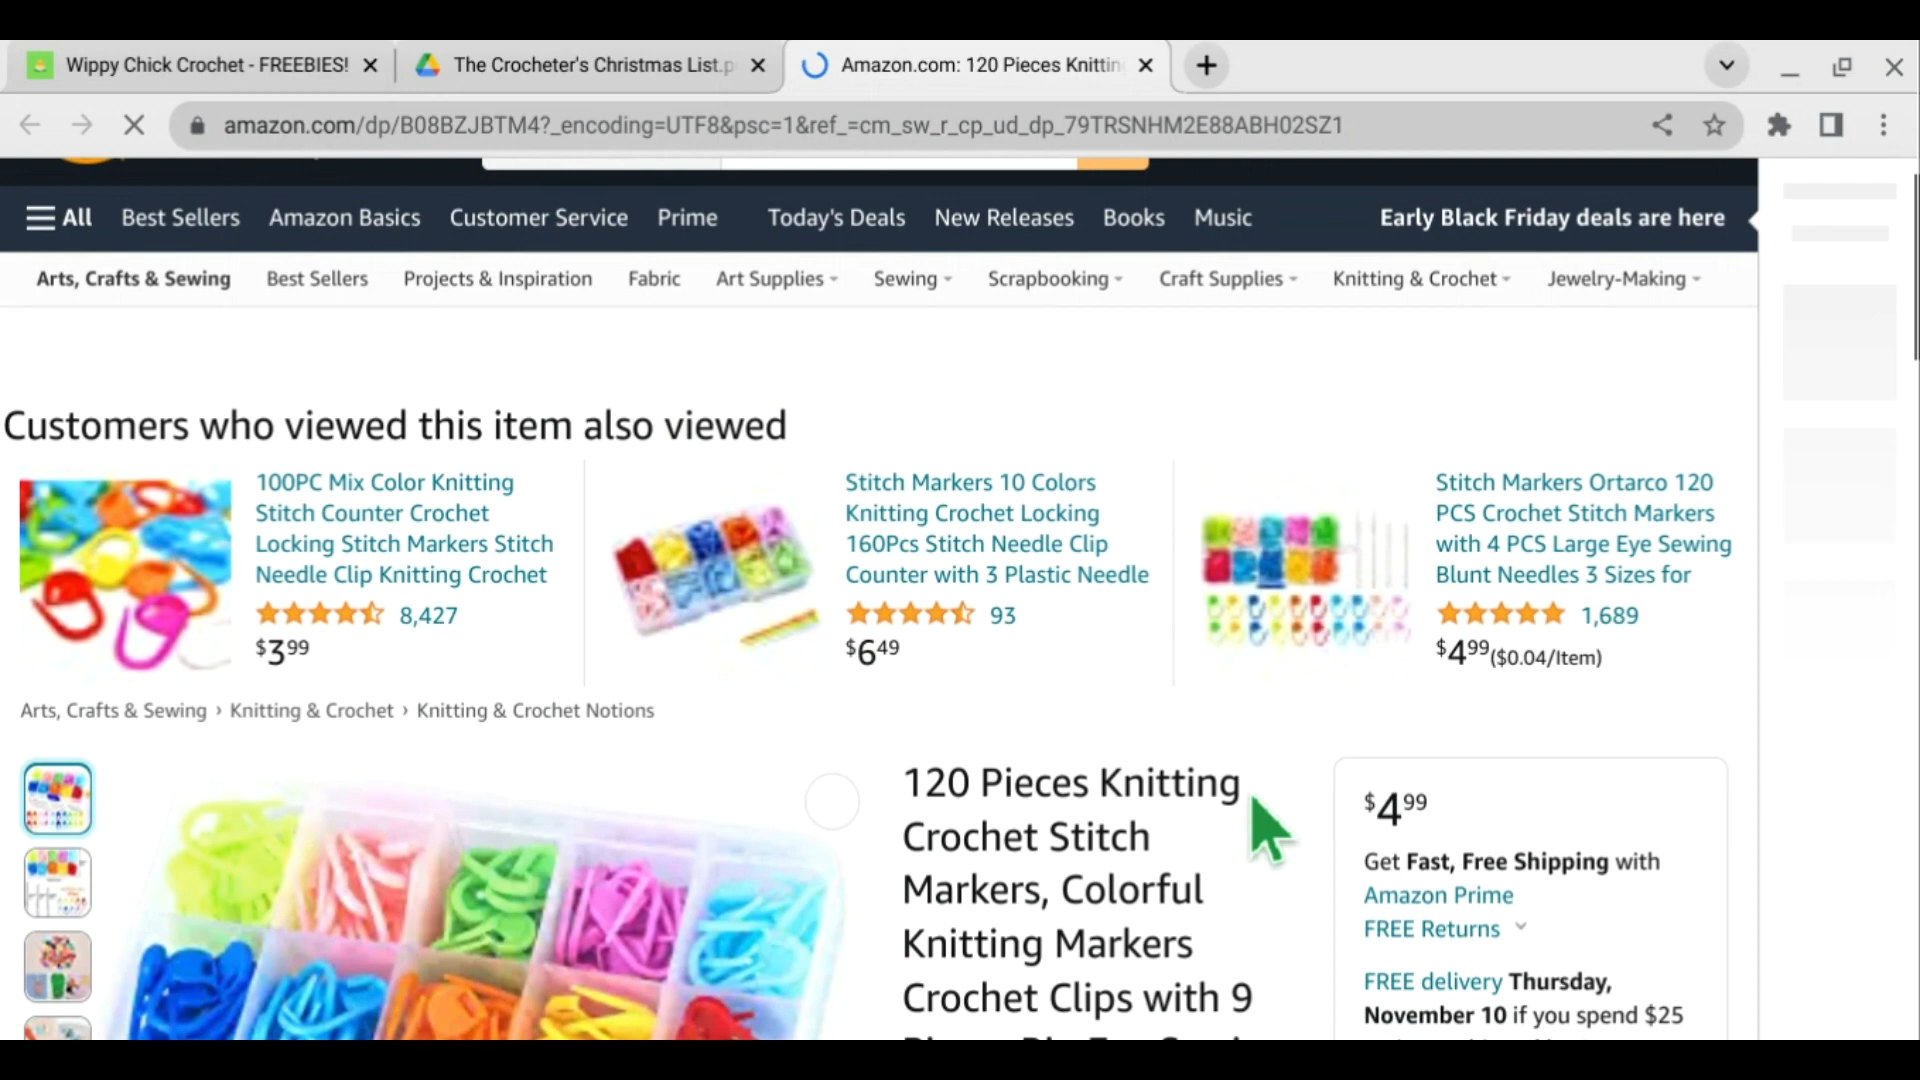 Wippy Chick Crochet - FREEBIES!
The Crocheter's Christmas List.p
Amazon.com: 120 Pieces Knittin
amazon.com/dp/B08BZJBTM4?_encoding=UTF8&psc=1&ref_=cm_sw_r_cp_ud_dp_79TRSNHM2E88ABH02SZ1
All Best Sellers Amazon Basics Customer Service Prime Today's Deals New Releases Books Music Early Black Friday deals are here
Arts, Crafts & Sewing Best Sellers Projects & Inspiration Fabric Art Supplies Sewing Scrapbooking Craft Supplies Knitting & Crochet Jewelry-Making
Customers who viewed this item also viewed
100PC Mix Color Knitting
Stitch Counter Crochet
Locking Stitch Markers Stitch
Needle Clip Knitting Crochet
8,427
$3.99
Stitch Markers 10 Colors
Knitting Crochet Locking
160Pcs Stitch Needle Clip
Counter with 3 Plastic Needle
93
$6.49
Stitch Markers Ortarco 120
PCS Crochet Stitch Markers
with 4 PCS Large Eye Sewing
Blunt Needles 3 Sizes for
1,689
$4.99 ($0.04/Item)
Arts, Crafts & Sewing › Knitting & Crochet › Knitting & Crochet Notions
120 Pieces Knitting
Crochet Stitch
Markers, Colorful
Knitting Markers
Crochet Clips with 9
$4.99
Get Fast, Free Shipping with
Amazon Prime
FREE Returns
FREE delivery Thursday,
November 10 if you spend $25